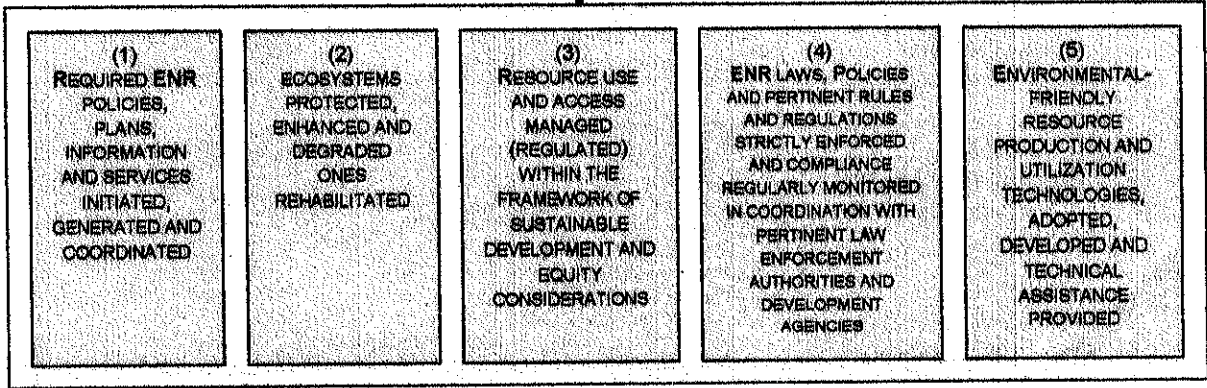 (1)
REQUIRED ENR
POLICIES,
PLANS,
INFORMATION
AND SERVICES
INITIATED,
GENERATED AND
COORDINATED
(2)
ECOSYSTEMS
PROTECTED,
ENHANCED AND
DEGRADED
ONES
REHABILITATED
(3)
RESOURCE USE
AND ACCESS
MANAGED
(REGULATED)
WITHIN THE
FRAMEWORK OF
SUSTAINABLE
DEVELOPMENT AND
EQUITY
CONSIDERATIONS
(4)
ENR LAWS, POLICIES
AND PERTINENT RULES
AND REGULATIONS
STRICTLY ENFORCED
AND COMPLIANCE
REGULARLY MONITORED
IN COORDINATION WITH
PERTINENT LAW
ENFORCEMENT
AUTHORITIES AND
DEVELOPMENT
AGENCIES
(5)
ENVIRONMENTAL-
FRIENDLY
RESOURCE
PRODUCTION AND
UTILIZATION
TECHNOLOGIES,
ADOPTED,
DEVELOPED AND
TECHNICAL
ASSISTANCE
PROVIDED